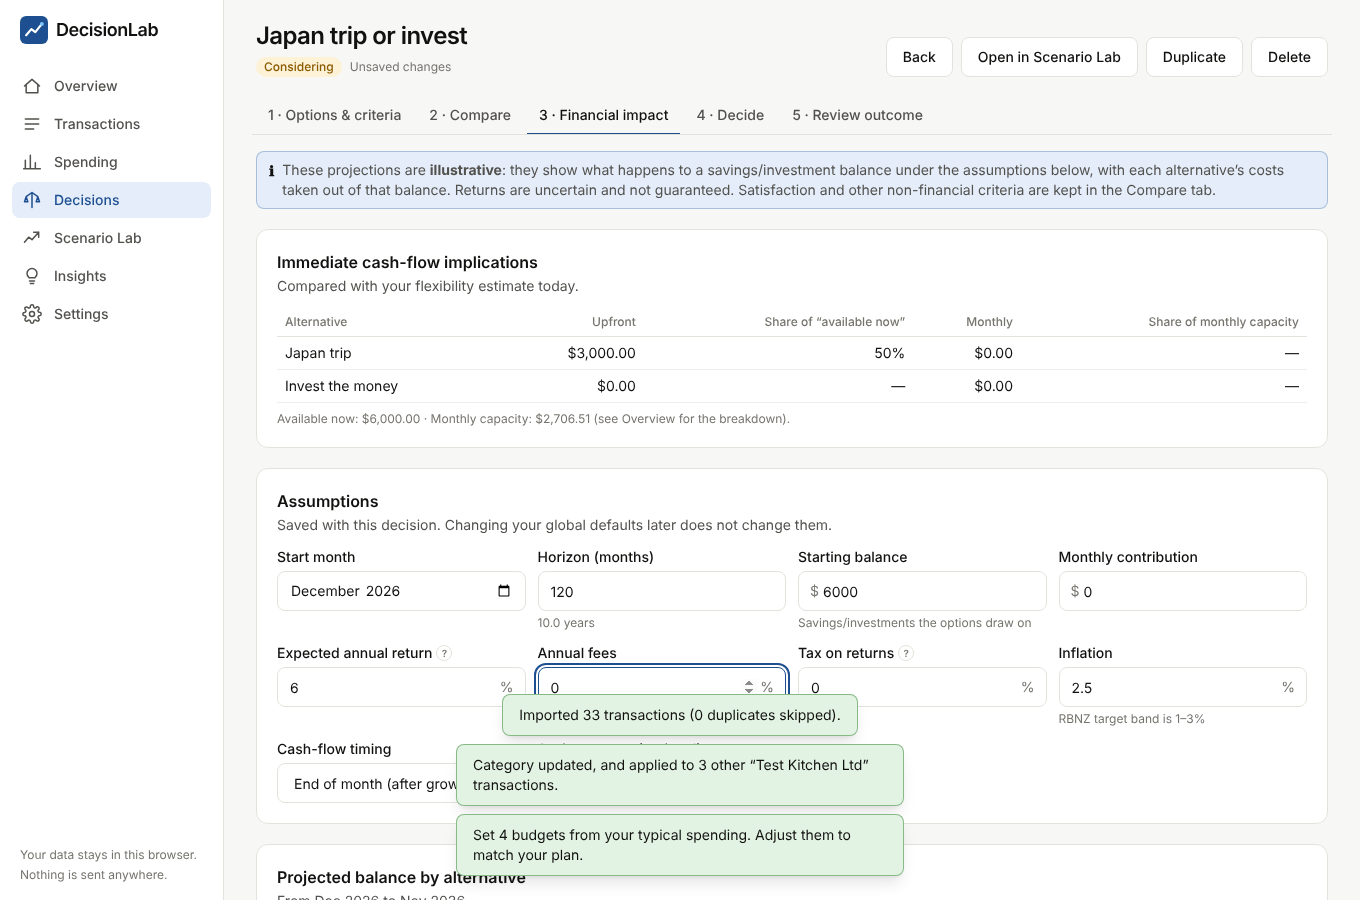 DecisionLab
Overview
Transactions
Spending
Decisions
Scenario Lab
Insights
Settings
Your data stays in this browser.
Nothing is sent anywhere.
Japan trip or invest
Considering Unsaved changes
Back Open in Scenario Lab Duplicate Delete
1 · Options & criteria 2 · Compare 3 · Financial impact 4 · Decide 5 · Review outcome
These projections are illustrative: they show what happens to a savings/investment balance under the assumptions below, with each alternative’s costs
taken out of that balance. Returns are uncertain and not guaranteed. Satisfaction and other non-financial criteria are kept in the Compare tab.
Immediate cash-flow implications
Compared with your flexibility estimate today.
Alternative Upfront Share of “available now” Monthly Share of monthly capacity
Japan trip $3,000.00 50% $0.00 —
Invest the money $0.00 — $0.00 —
Available now: $6,000.00 · Monthly capacity: $2,706.51 (see Overview for the breakdown).
Assumptions
Saved with this decision. Changing your global defaults later does not change them.
Start month Horizon (months) Starting balance Monthly contribution
December 2026 120 $ 6000 $ 0
10.0 years Savings/investments the options draw on
Expected annual return ? Annual fees Tax on returns ? Inflation
6 % 0 % 0 % 2.5 %
RBNZ target band is 1–3%
Imported 33 transactions (0 duplicates skipped).
Cash-flow timing
End of month (after grow
Category updated, and applied to 3 other “Test Kitchen Ltd”
transactions.
Set 4 budgets from your typical spending. Adjust them to
match your plan.
Projected balance by alternative
From Dec 2026 to Nov 2036